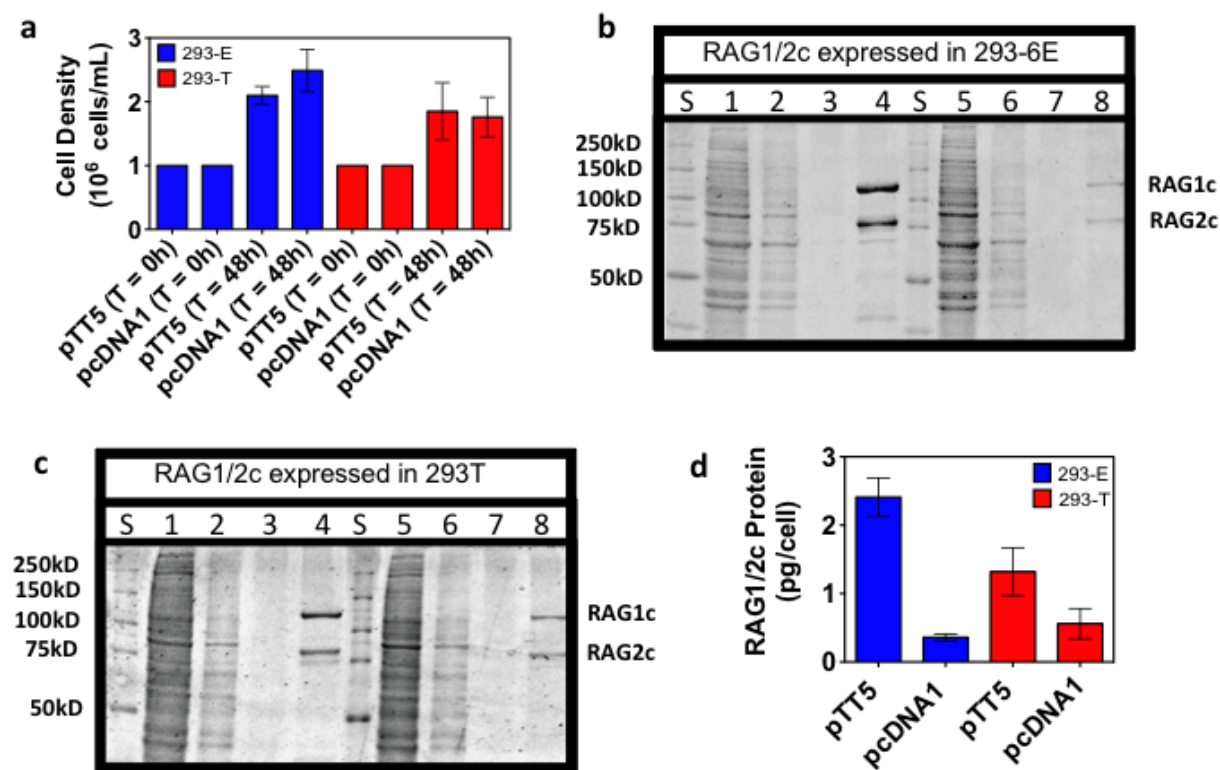 a
293-E
293-T
Cell Density
(10⁶ cells/mL)
3
2
1
0
pTT5 (T = 0h)
pcDNA1 (T = 0h)
pTT5 (T = 48h)
pcDNA1 (T = 48h)
pTT5 (T = 0h)
pcDNA1 (T = 0h)
pTT5 (T = 48h)
pcDNA1 (T = 48h)
b
RAG1/2c expressed in 293-6E
S 1 2 3 4 S 5 6 7 8
250kD
150kD
100kD
75kD
50kD
RAG1c
RAG2c
c
RAG1/2c expressed in 293T
S 1 2 3 4 S 5 6 7 8
250kD
150kD
100kD
75kD
50kD
RAG1c
RAG2c
d
293-E
293-T
RAG1/2c Protein
(pg/cell)
3
2
1
0
pTT5
pcDNA1
pTT5
pcDNA1